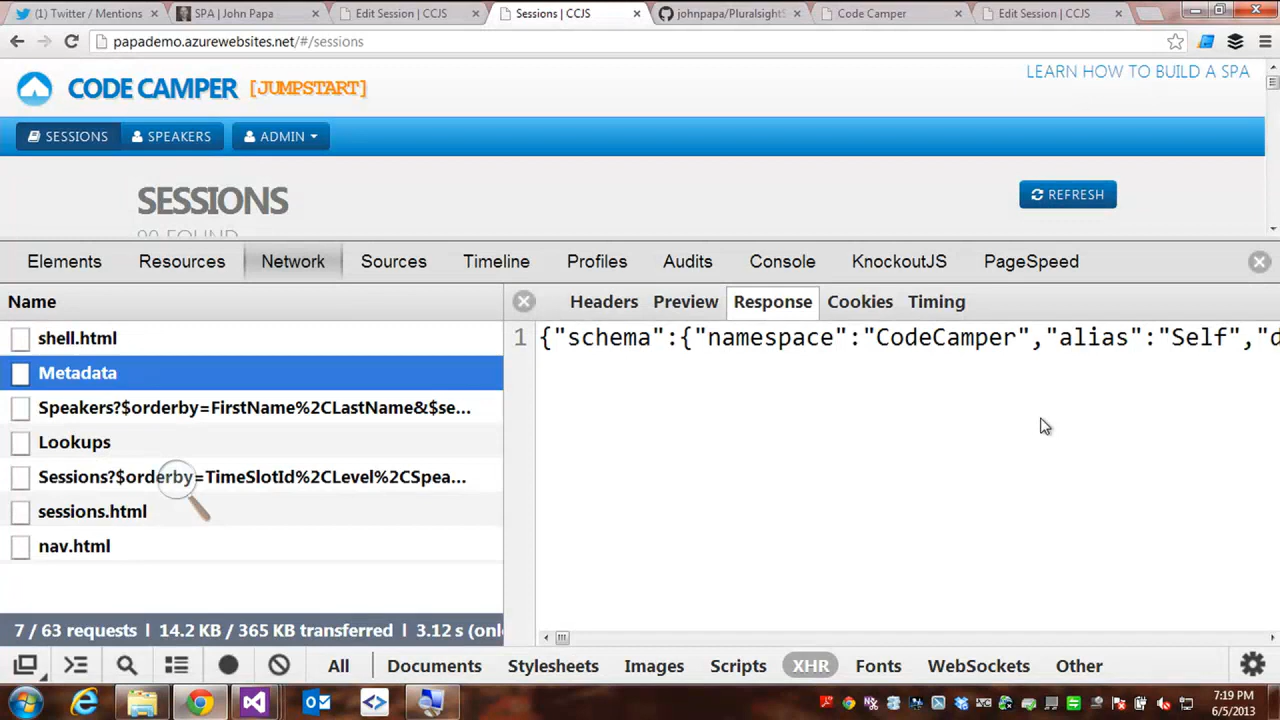 (1) Twitter / Mentions
SPA | John Papa
Edit Session | CCJS
Sessions | CCJS
johnpapa/Pluralsight
Code Camper
Edit Session | CCJS
papademo.azurewebsites.net/#/sessions
CODE CAMPER [JUMPSTART]
LEARN HOW TO BUILD A SPA
SESSIONS
SPEAKERS
ADMIN
SESSIONS
REFRESH
90 FOUND
Elements Resources Network Sources Timeline Profiles Audits Console KnockoutJS PageSpeed
Name
Headers Preview Response Cookies Timing
shell.html
1 {"schema":{"namespace":"CodeCamper","alias":"Self","d
Metadata
Speakers?$orderby=FirstName%2CLastName&$se...
Lookups
Sessions?$orderby=TimeSlotId%2CLevel%2CSpea...
sessions.html
nav.html
7 / 63 requests | 14.2 KB / 365 KB transferred | 3.12 s (onl
All Documents Stylesheets Images Scripts XHR Fonts WebSockets Other
7:19 PM
6/5/2013